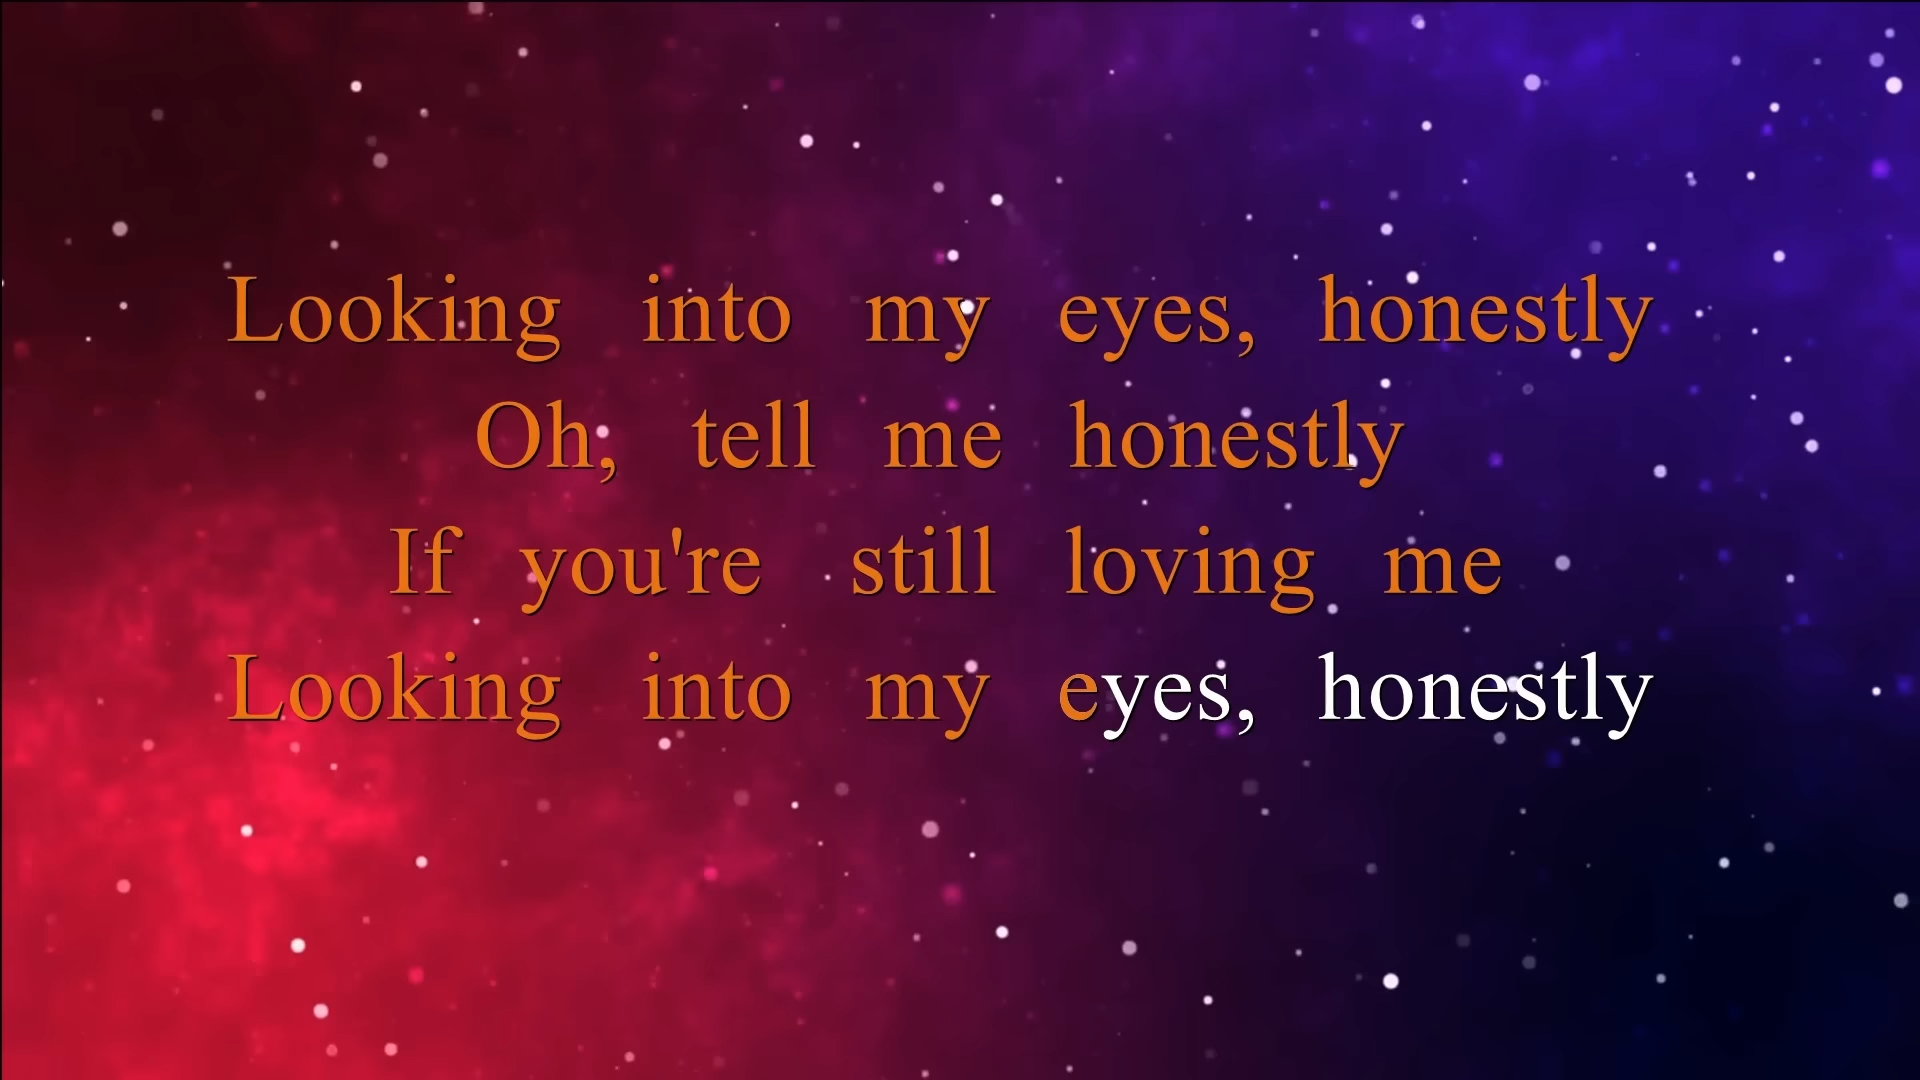 Looking into my eyes, honestly
Oh, tell me honestly
If you're still loving me
Looking into my eyes, honestly